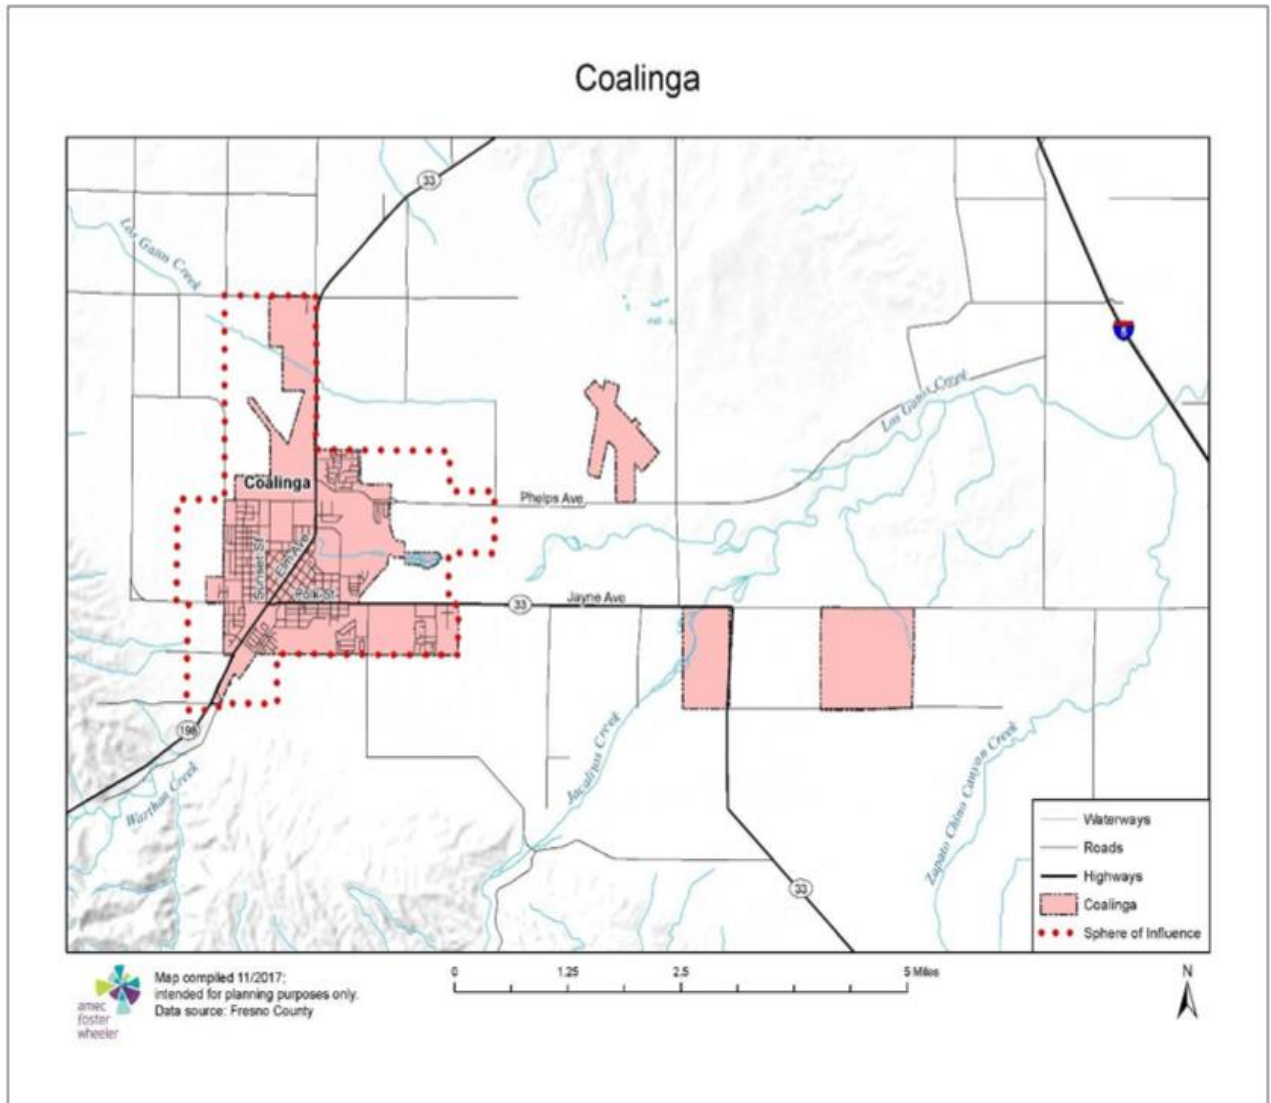 Coalinga
33
Los Gatos Creek
5
Los Gatos Creek
Coalinga
Phelps Ave
Sunset St
Elm Ave
Polk St
33
Jayne Ave
198
Warthan Creek
Jacalitos Creek
Zapato Chino Canyon Creek
33
Waterways
Roads
Highways
Coalinga
Sphere of Influence
amec
foster
wheeler
Map compiled 11/2017;
intended for planning purposes only.
Data source: Fresno County
0 1.25 2.5 5 Miles
N